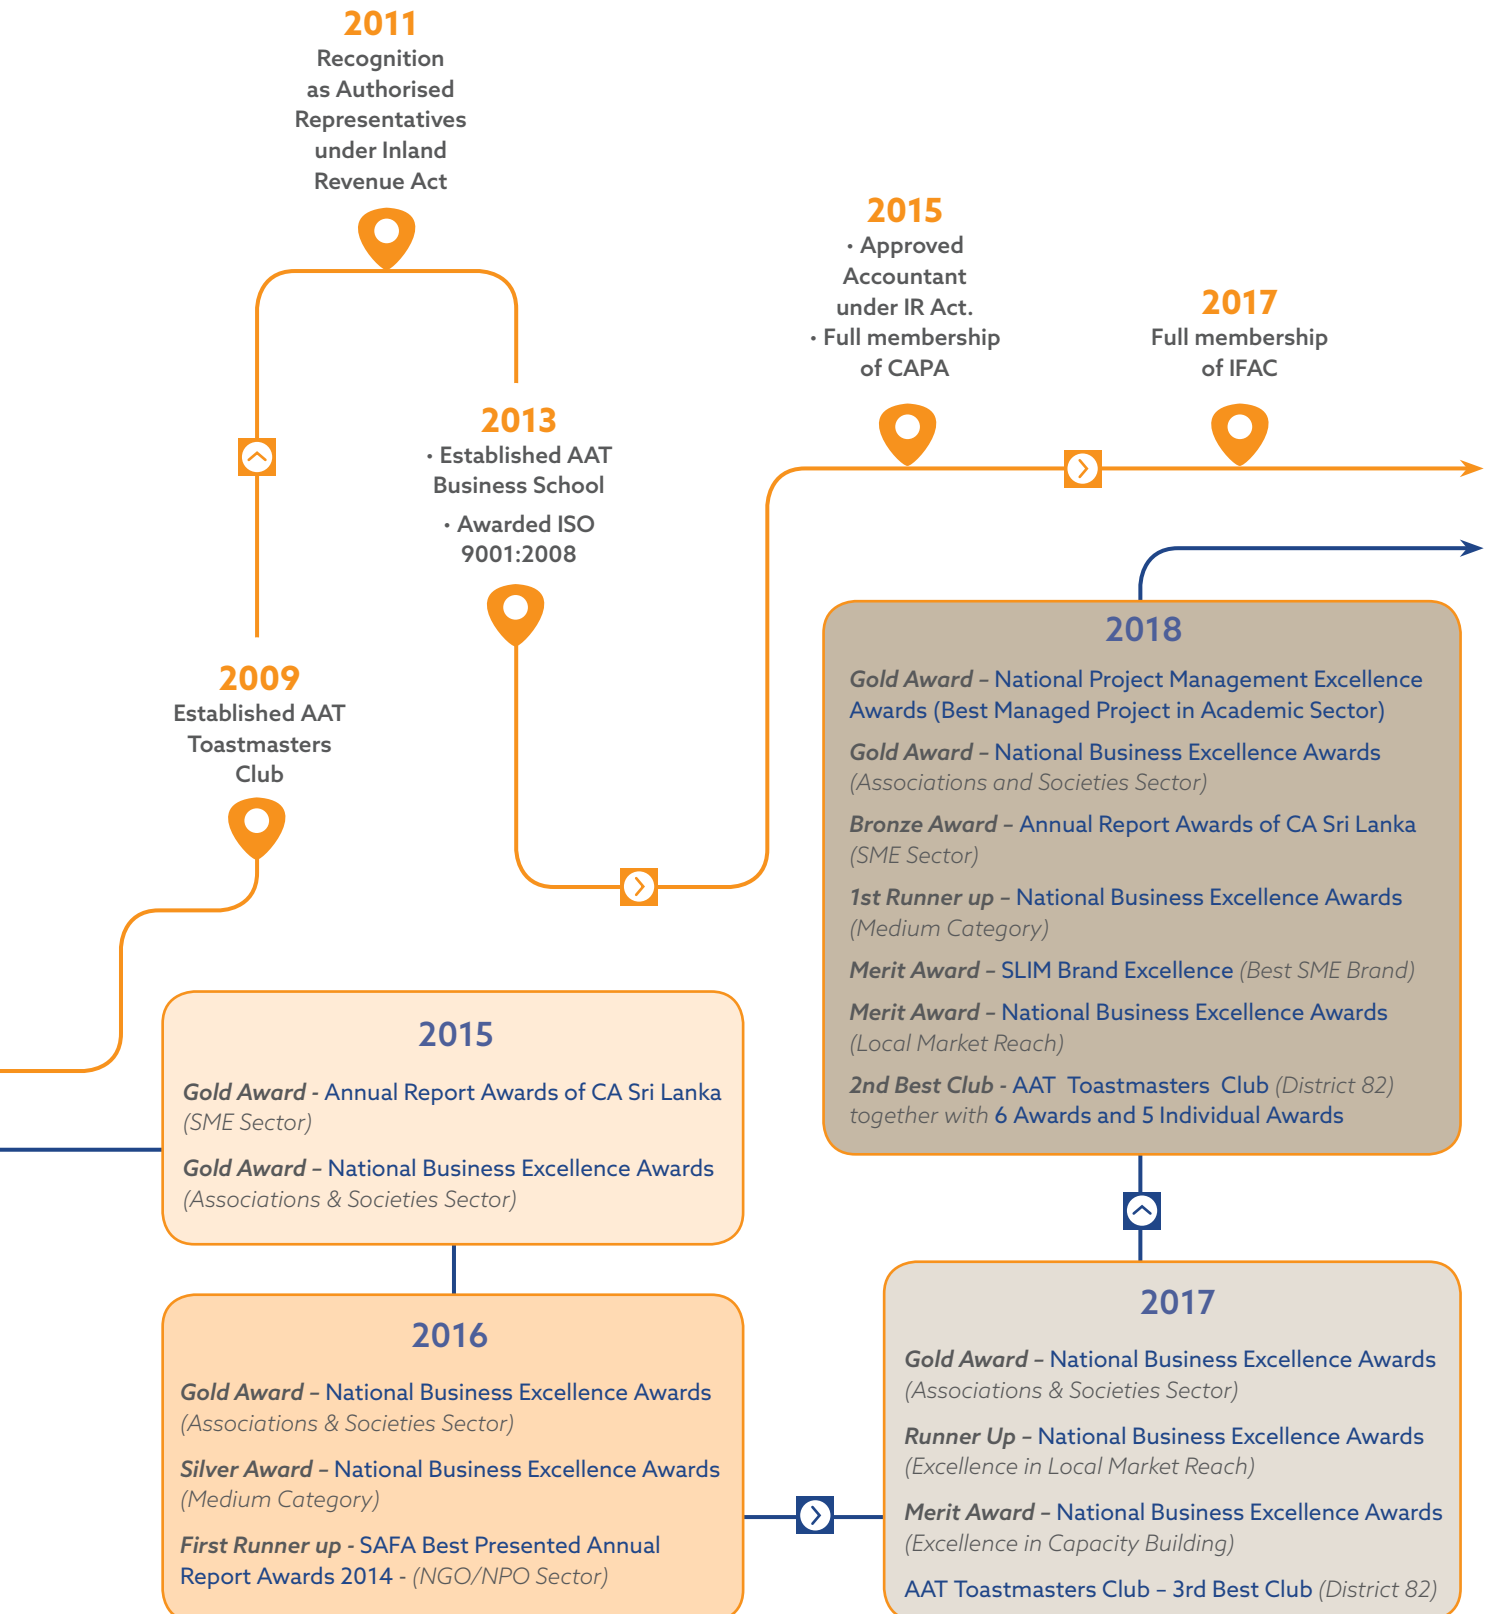 2011
Recognition
as Authorised
Representatives
under Inland
Revenue Act
2015
• Approved
Accountant
under IR Act.
• Full membership
of CAPA
2017
Full membership
of IFAC
2013
• Established AAT
Business School
• Awarded ISO
9001:2008
2009
Established AAT
Toastmasters
Club
2018
Gold Award – National Project Management Excellence
Awards (Best Managed Project in Academic Sector)
Gold Award – National Business Excellence Awards
(Associations and Societies Sector)
Bronze Award – Annual Report Awards of CA Sri Lanka
(SME Sector)
1st Runner up – National Business Excellence Awards
(Medium Category)
Merit Award – SLIM Brand Excellence (Best SME Brand)
Merit Award – National Business Excellence Awards
(Local Market Reach)
2nd Best Club - AAT Toastmasters Club (District 82)
together with 6 Awards and 5 Individual Awards
2015
Gold Award - Annual Report Awards of CA Sri Lanka
(SME Sector)
Gold Award – National Business Excellence Awards
(Associations & Societies Sector)
2016
Gold Award – National Business Excellence Awards
(Associations & Societies Sector)
Silver Award – National Business Excellence Awards
(Medium Category)
First Runner up - SAFA Best Presented Annual
Report Awards 2014 - (NGO/NPO Sector)
2017
Gold Award – National Business Excellence Awards
(Associations & Societies Sector)
Runner Up – National Business Excellence Awards
(Excellence in Local Market Reach)
Merit Award – National Business Excellence Awards
(Excellence in Capacity Building)
AAT Toastmasters Club – 3rd Best Club (District 82)